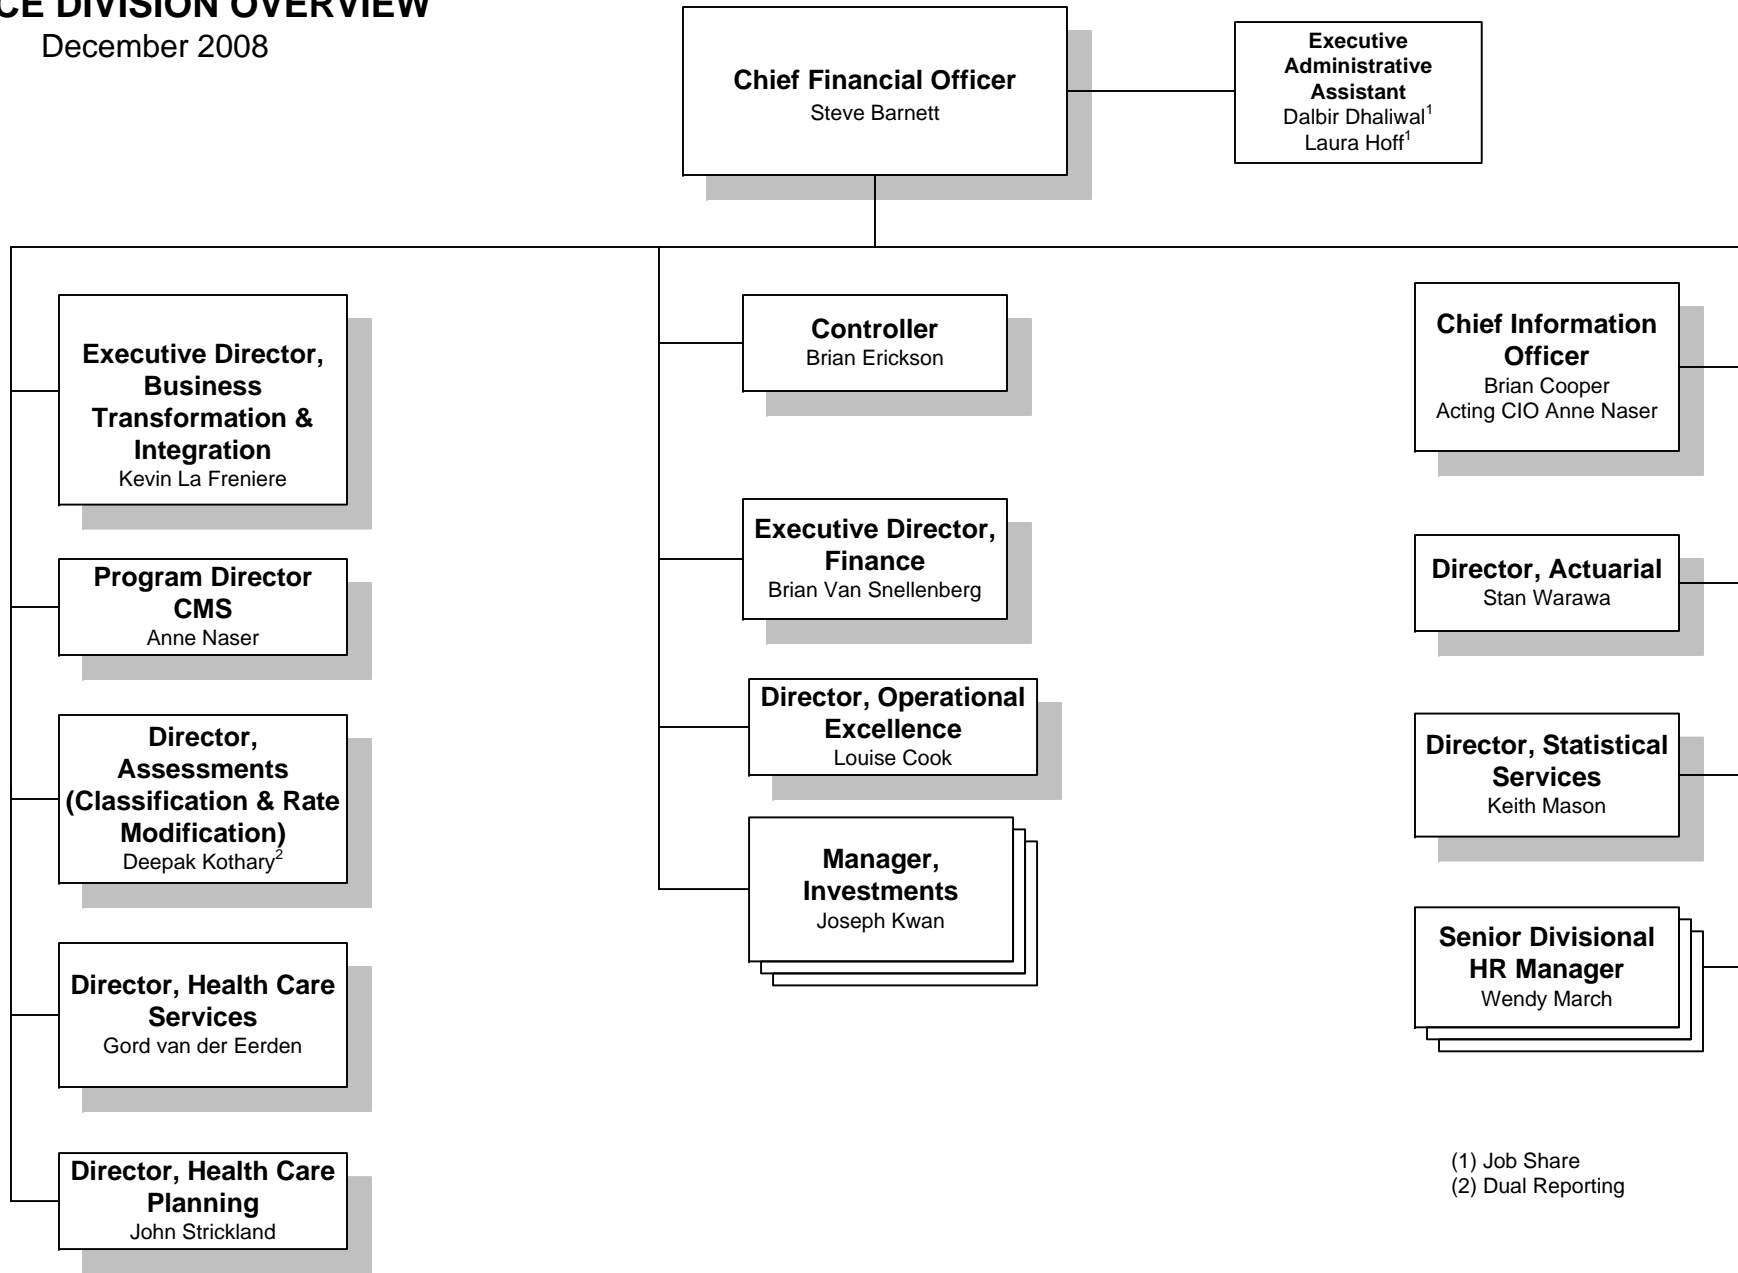 CE DIVISION OVERVIEW
December 2008
Chief Financial Officer
Steve Barnett
Executive
Administrative
Assistant
Dalbir Dhaliwal¹
Laura Hoff¹
Executive Director,
Business
Transformation &
Integration
Kevin La Freniere
Program Director
CMS
Anne Naser
Director,
Assessments
(Classification & Rate
Modification)
Deepak Kothary²
Director, Health Care
Services
Gord van der Eerden
Director, Health Care
Planning
John Strickland
Controller
Brian Erickson
Executive Director,
Finance
Brian Van Snellenberg
Director, Operational
Excellence
Louise Cook
Manager,
Investments
Joseph Kwan
Chief Information
Officer
Brian Cooper
Acting CIO Anne Naser
Director, Actuarial
Stan Warawa
Director, Statistical
Services
Keith Mason
Senior Divisional
HR Manager
Wendy March
(1) Job Share
(2) Dual Reporting